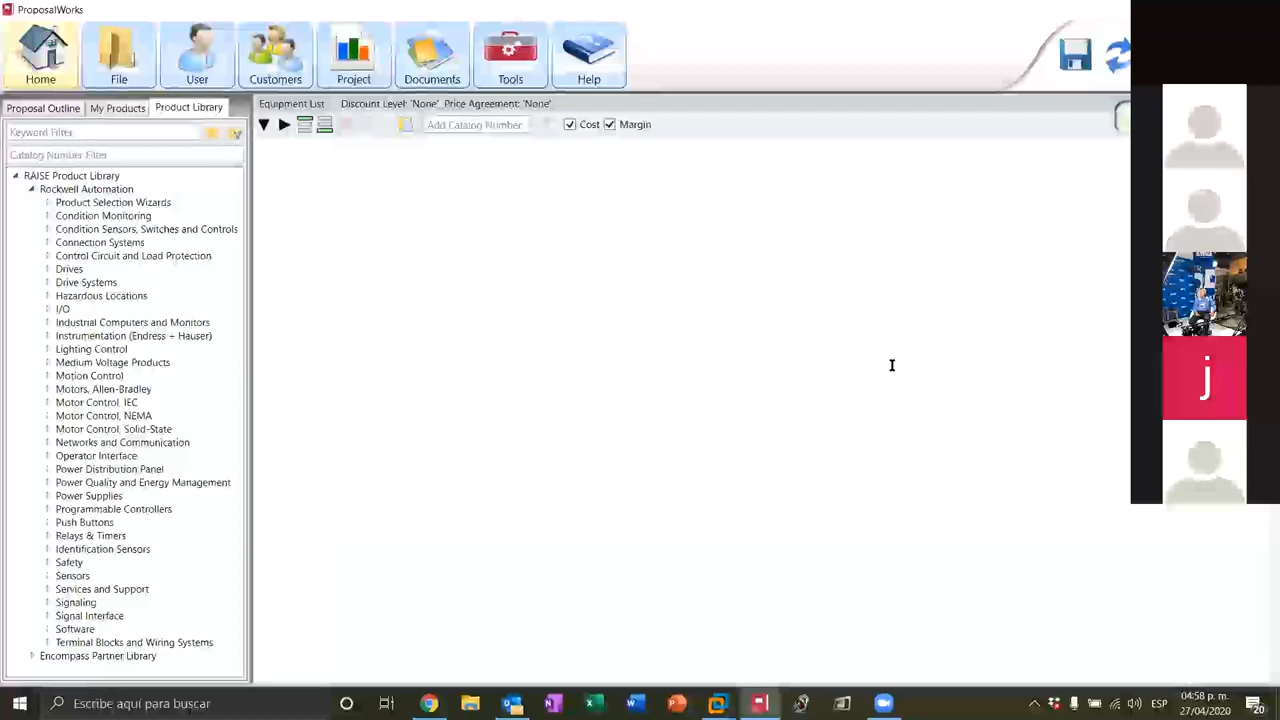 ProposalWorks
Home
File
User
Customers
Project
Documents
Tools
Help
Proposal Outline
My Products
Product Library
Equipment List
Discount Level: 'None'
Price Agreement: 'None'
Keyword Filter
Add Catalog Number
Cost
Margin
Catalog Number Filter
RAISE Product Library
Rockwell Automation
Product Selection Wizards
Condition Monitoring
Condition Sensors, Switches and Controls
Connection Systems
Control Circuit and Load Protection
Drives
Drive Systems
Hazardous Locations
I/O
Industrial Computers and Monitors
Instrumentation (Endress + Hauser)
Lighting Control
Medium Voltage Products
Motion Control
Motors, Allen-Bradley
Motor Control, IEC
Motor Control, NEMA
Motor Control, Solid-State
Networks and Communication
Operator Interface
Power Distribution Panel
Power Quality and Energy Management
Power Supplies
Programmable Controllers
Push Buttons
Relays & Timers
Identification Sensors
Safety
Sensors
Services and Support
Signaling
Signal Interface
Software
Terminal Blocks and Wiring Systems
Encompass Partner Library
j
Escribe aquí para buscar
ESP
04:58 p. m.
27/04/2020
20